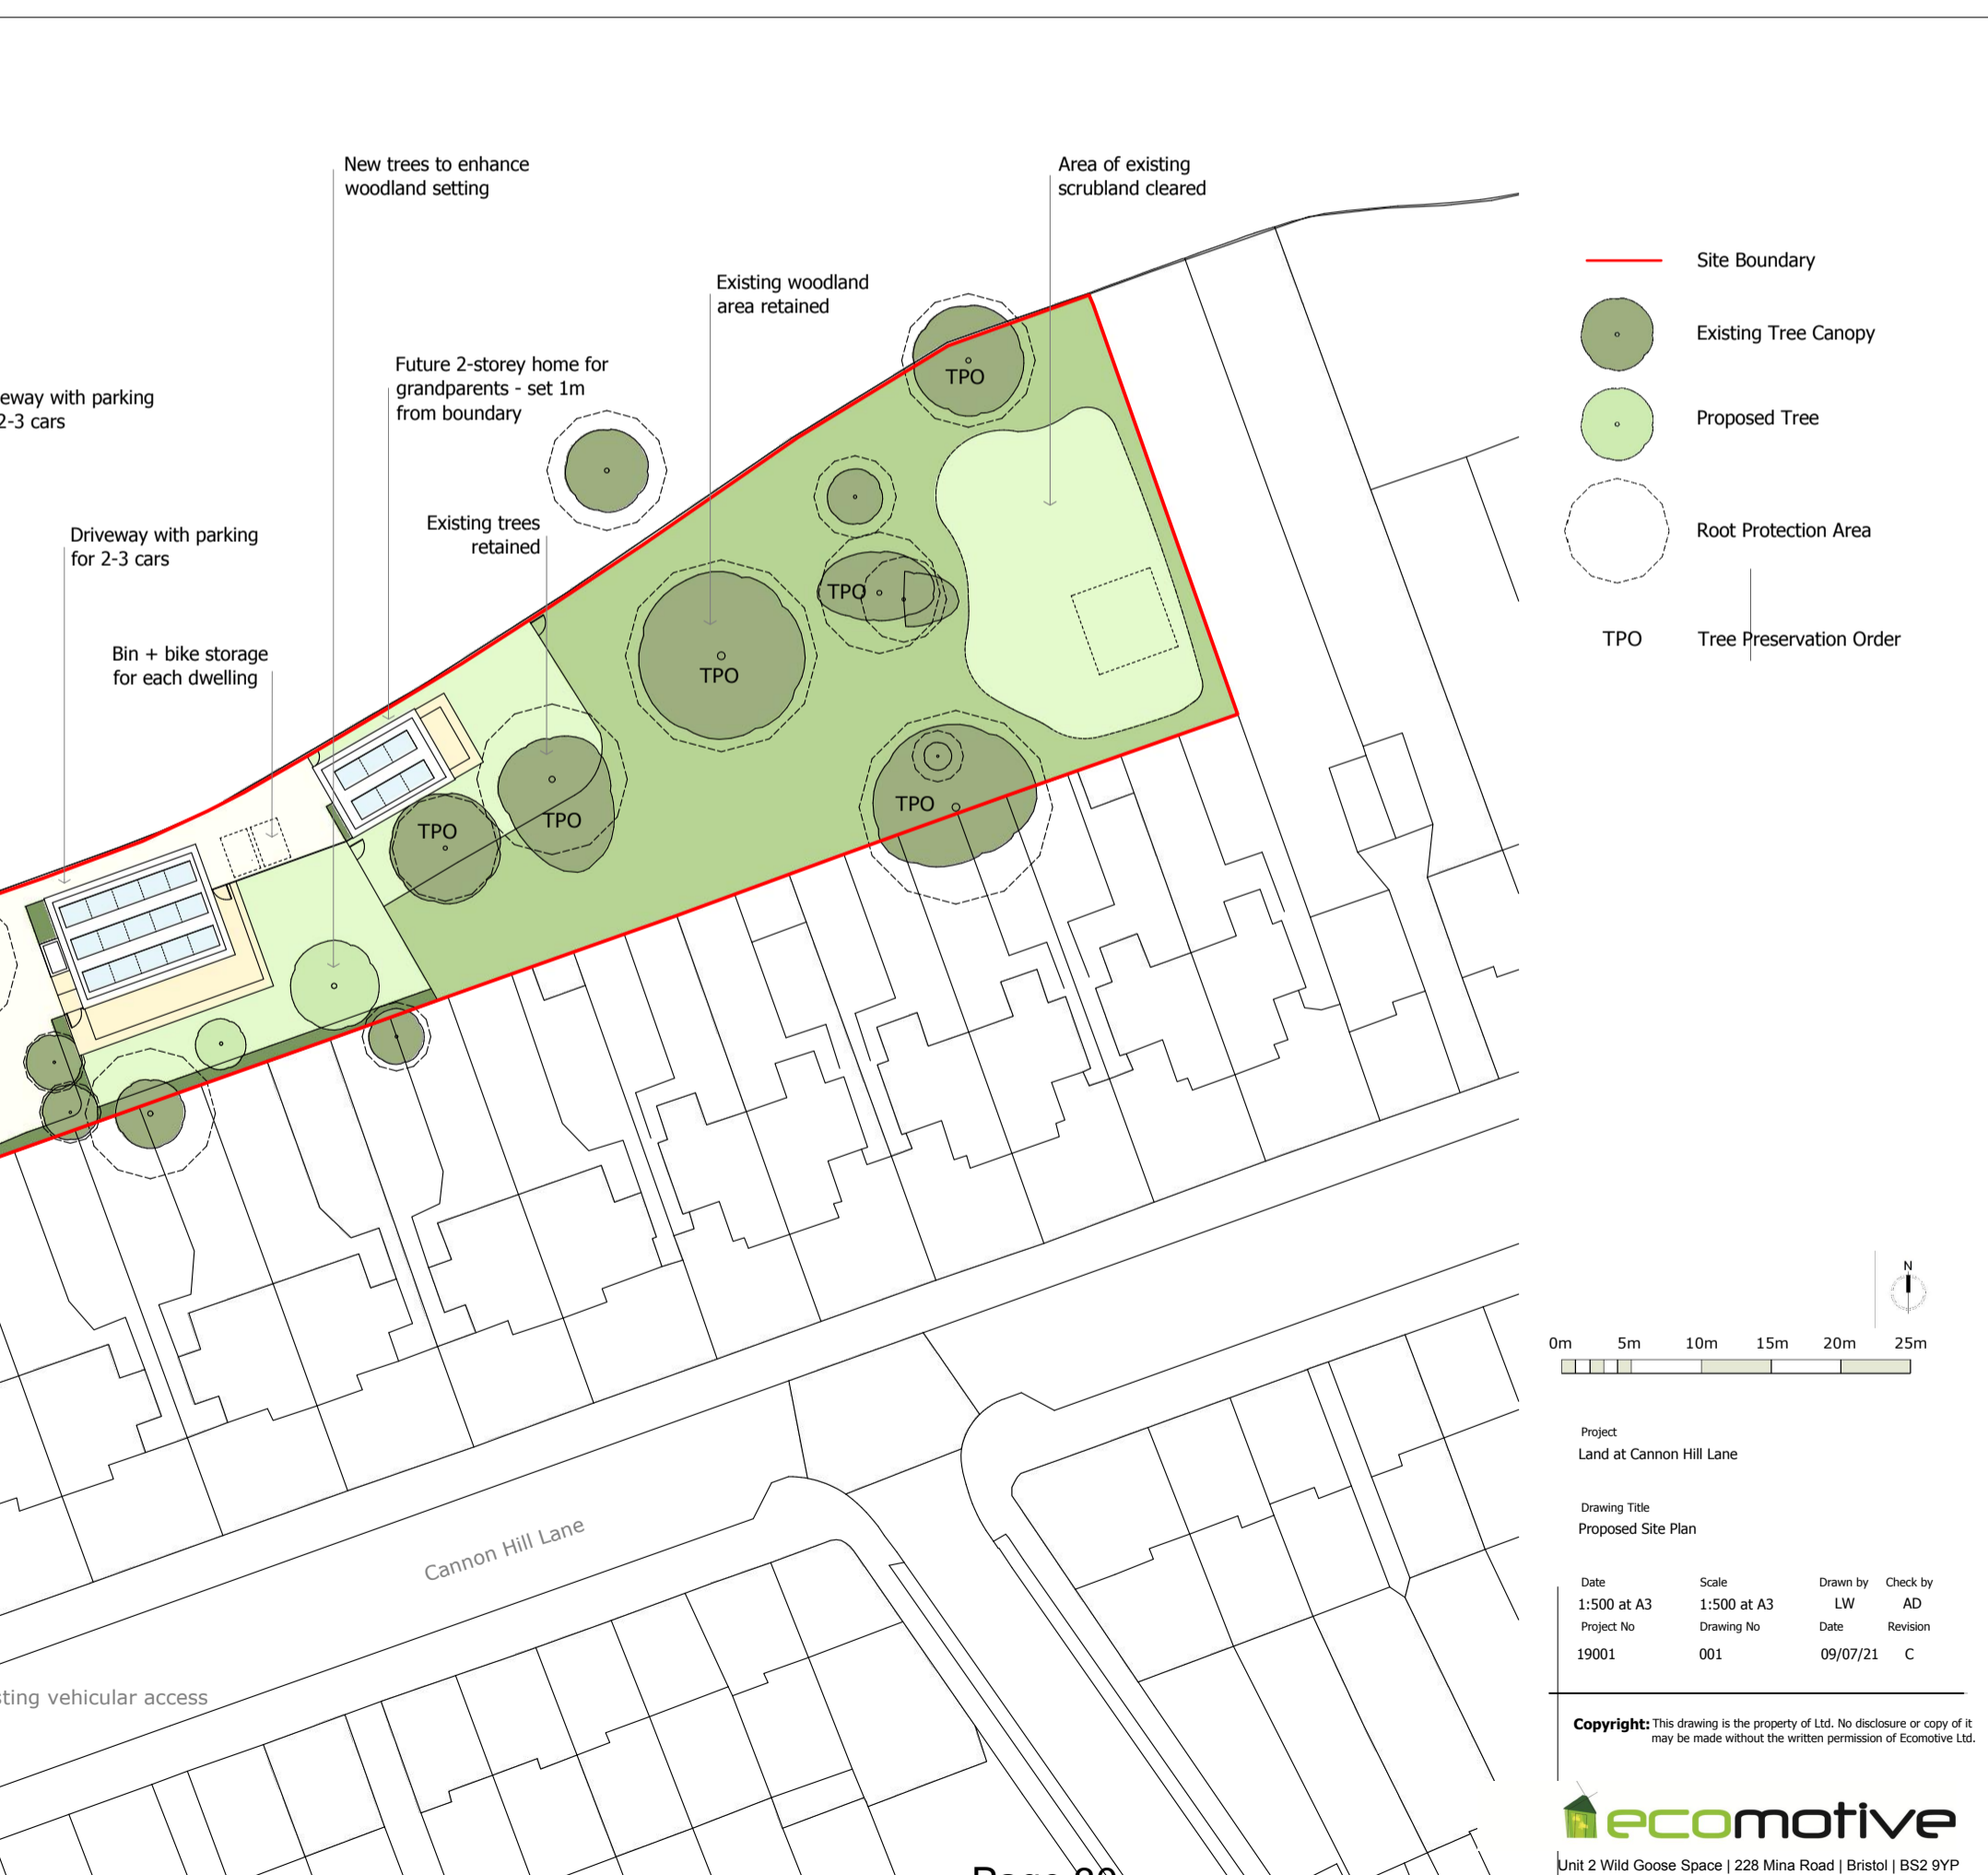 New trees to enhance
woodland setting
Area of existing
scrubland cleared
Existing woodland
area retained
Future 2-storey home for
grandparents - set 1m
from boundary
eway with parking
2-3 cars
Existing trees
retained
Driveway with parking
for 2-3 cars
Bin + bike storage
for each dwelling
TPO
TPO
TPO
TPO
TPO
TPO
Site Boundary
Existing Tree Canopy
Proposed Tree
Root Protection Area
TPO Tree Preservation Order
N
0m 5m 10m 15m 20m 25m
Project
Land at Cannon Hill Lane
Drawing Title
Proposed Site Plan
Date Scale Drawn by Check by
1:500 at A3 1:500 at A3 LW AD
Project No Drawing No Date Revision
19001 001 09/07/21 C
Copyright: This drawing is the property of Ltd. No disclosure or copy of it
may be made without the written permission of Ecomotive Ltd.
ecomotive
Unit 2 Wild Goose Space | 228 Mina Road | Bristol | BS2 9YP
Cannon Hill Lane
sting vehicular access